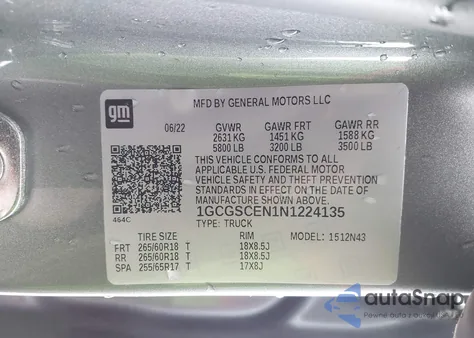 gm
MFD BY GENERAL MOTORS LLC
06/22 GVWR GAWR FRT GAWR RR
2631 KG 1451 KG 1588 KG
5800 LB 3200 LB 3500 LB
THIS VEHICLE CONFORMS TO ALL
APPLICABLE U.S. FEDERAL MOTOR
VEHICLE SAFETY AND THEFT PREVENTION
STANDARDS IN EFFECT ON THE DATE
OF MANUFACTURE SHOWN ABOVE.
1GCGSCEN1N1224135
464C TYPE: TRUCK
TIRE SIZE RIM MODEL: 1512N43
FRT 265/60R18 T 18X8.5J
RR 265/60R18 T 18X8.5J
SPA 255/65R17 T 17X8J
autaSnap
Pewne auto z